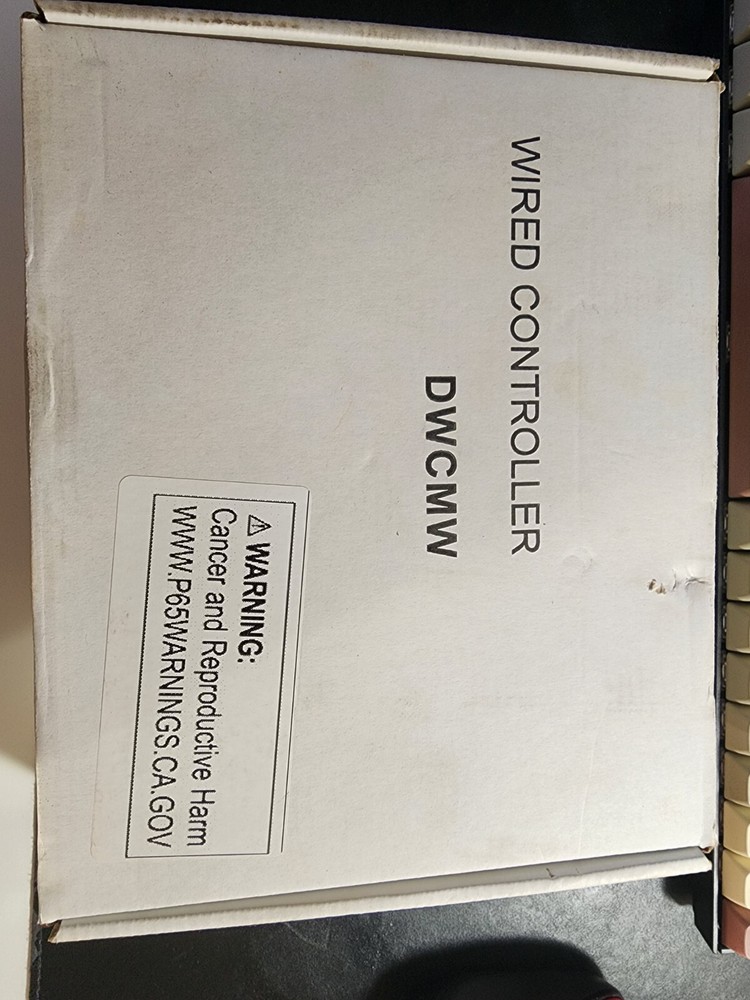 WIRED CONTROLLER
DWCMW
⚠ WARNING:
Cancer and Reproductive Harm
WWW.P65WARNINGS.CA.GOV